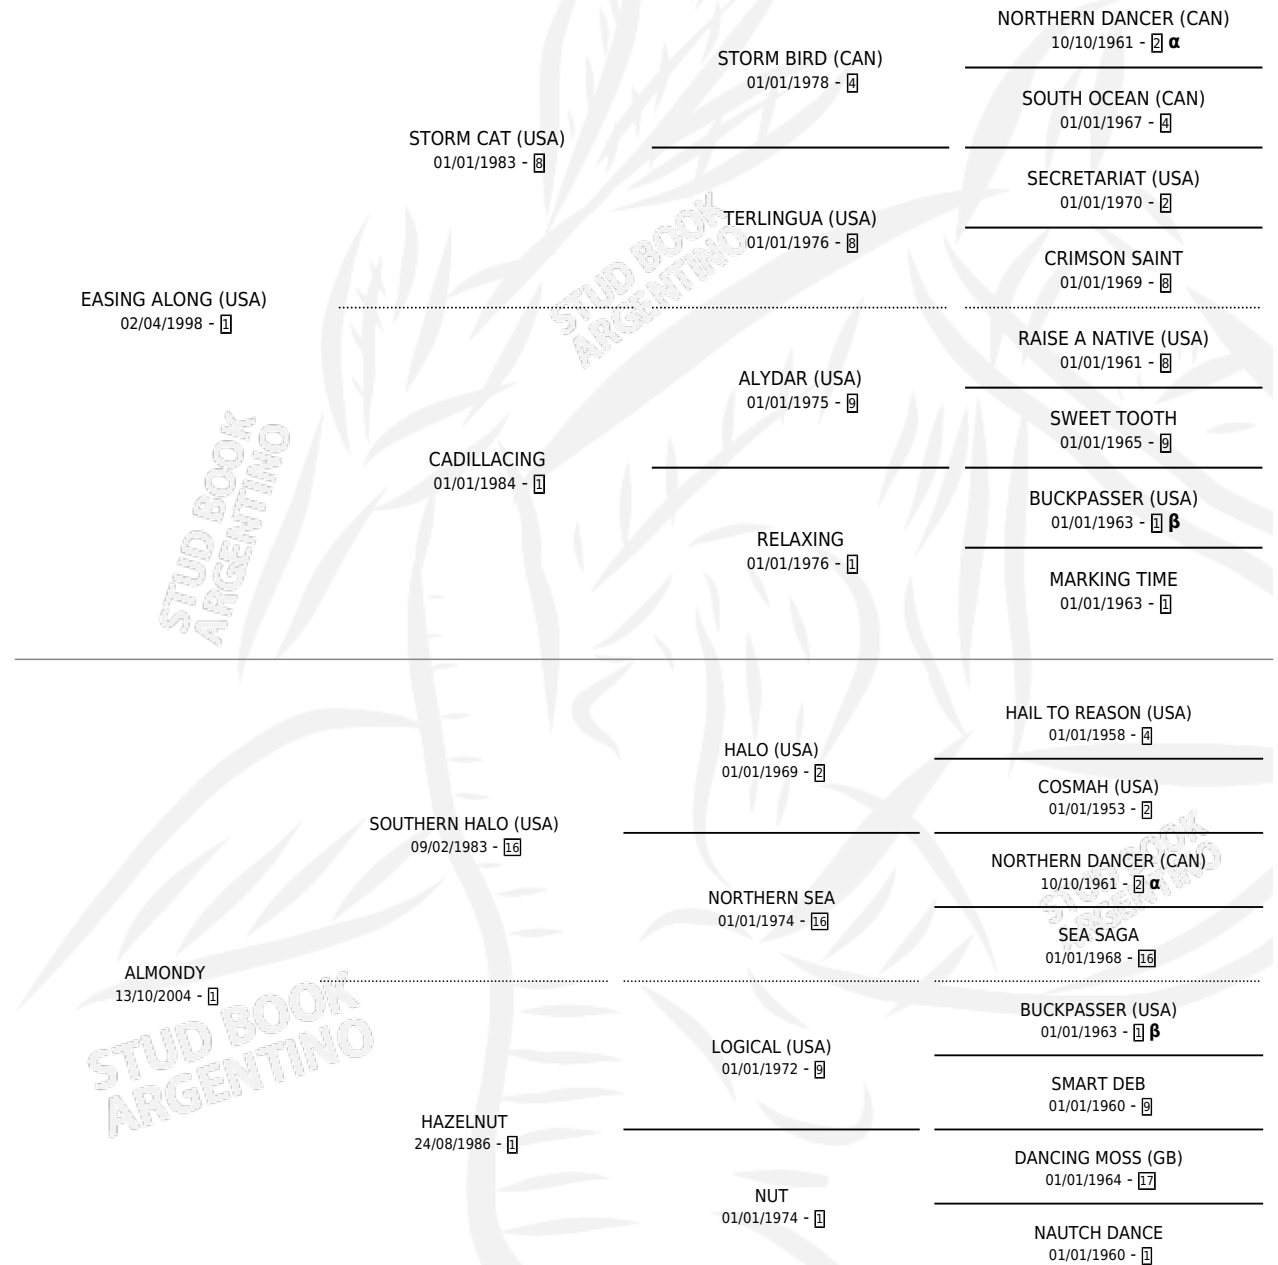 NORTHERN DANCER (CAN)
10/10/1961 - 2 α
STORM BIRD (CAN)
01/01/1978 - 4
SOUTH OCEAN (CAN)
01/01/1967 - 4
STORM CAT (USA)
01/01/1983 - 8
SECRETARIAT (USA)
01/01/1970 - 2
TERLINGUA (USA)
01/01/1976 - 8
CRIMSON SAINT
01/01/1969 - 8
EASING ALONG (USA)
02/04/1998 - 1
RAISE A NATIVE (USA)
01/01/1961 - 8
ALYDAR (USA)
01/01/1975 - 9
SWEET TOOTH
01/01/1965 - 9
CADILLACING
01/01/1984 - 1
BUCKPASSER (USA)
01/01/1963 - 1 β
RELAXING
01/01/1976 - 1
MARKING TIME
01/01/1963 - 1
HAIL TO REASON (USA)
01/01/1958 - 4
HALO (USA)
01/01/1969 - 2
COSMAH (USA)
01/01/1953 - 2
SOUTHERN HALO (USA)
09/02/1983 - 16
NORTHERN DANCER (CAN)
10/10/1961 - 2 α
NORTHERN SEA
01/01/1974 - 16
SEA SAGA
01/01/1968 - 16
ALMONDY
13/10/2004 - 1
BUCKPASSER (USA)
01/01/1963 - 1 β
LOGICAL (USA)
01/01/1972 - 9
SMART DEB
01/01/1960 - 9
HAZELNUT
24/08/1986 - 1
DANCING MOSS (GB)
01/01/1964 - 17
NUT
01/01/1974 - 1
NAUTCH DANCE
01/01/1960 - 1
STUD BOOK
ARGENTINO
STUD BOOK
ARGENTINO
STUD BOOK
ARGENTINO
STUD BOOK
ARGENTINO